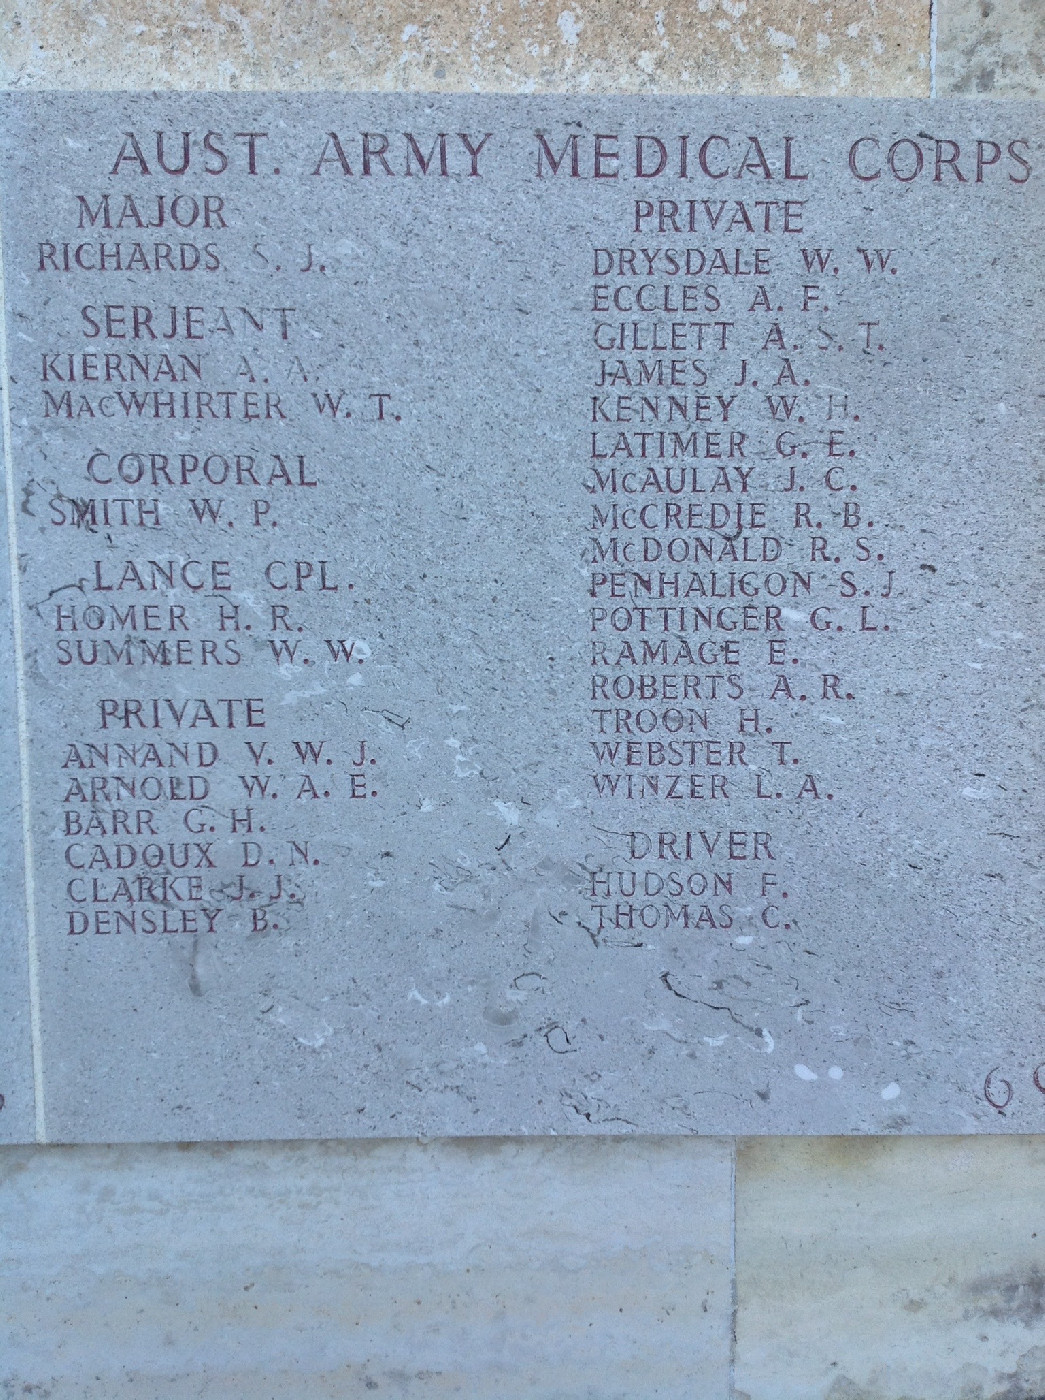 AUST. ARMY MEDICAL CORPS
MAJOR
RICHARDS S. J.
SERJEANT
KIERNAN A. A.
MACWHIRTER W. T.
CORPORAL
SMITH W. P.
LANCE CPL.
HOMER H. R.
SUMMERS W. W.
PRIVATE
ANNAND V. W. J.
ARNOLD W. A. E.
BARR G. H.
CADOUX D. N.
CLARKE J. J.
DENSLEY B.
PRIVATE
DRYSDALE W. W.
ECCLES A. F.
GILLETT A. S. T.
JAMES J. A.
KENNEY W. H.
LATIMER G. E.
McAULAY J. C.
McCREDIE R. B.
McDONALD R. S.
PENHALIGON S. J.
POTTINGER G. L.
RAMAGE E.
ROBERTS A. R.
TROON H.
WEBSTER T.
WINZER L. A.
DRIVER
HUDSON F.
THOMAS C.